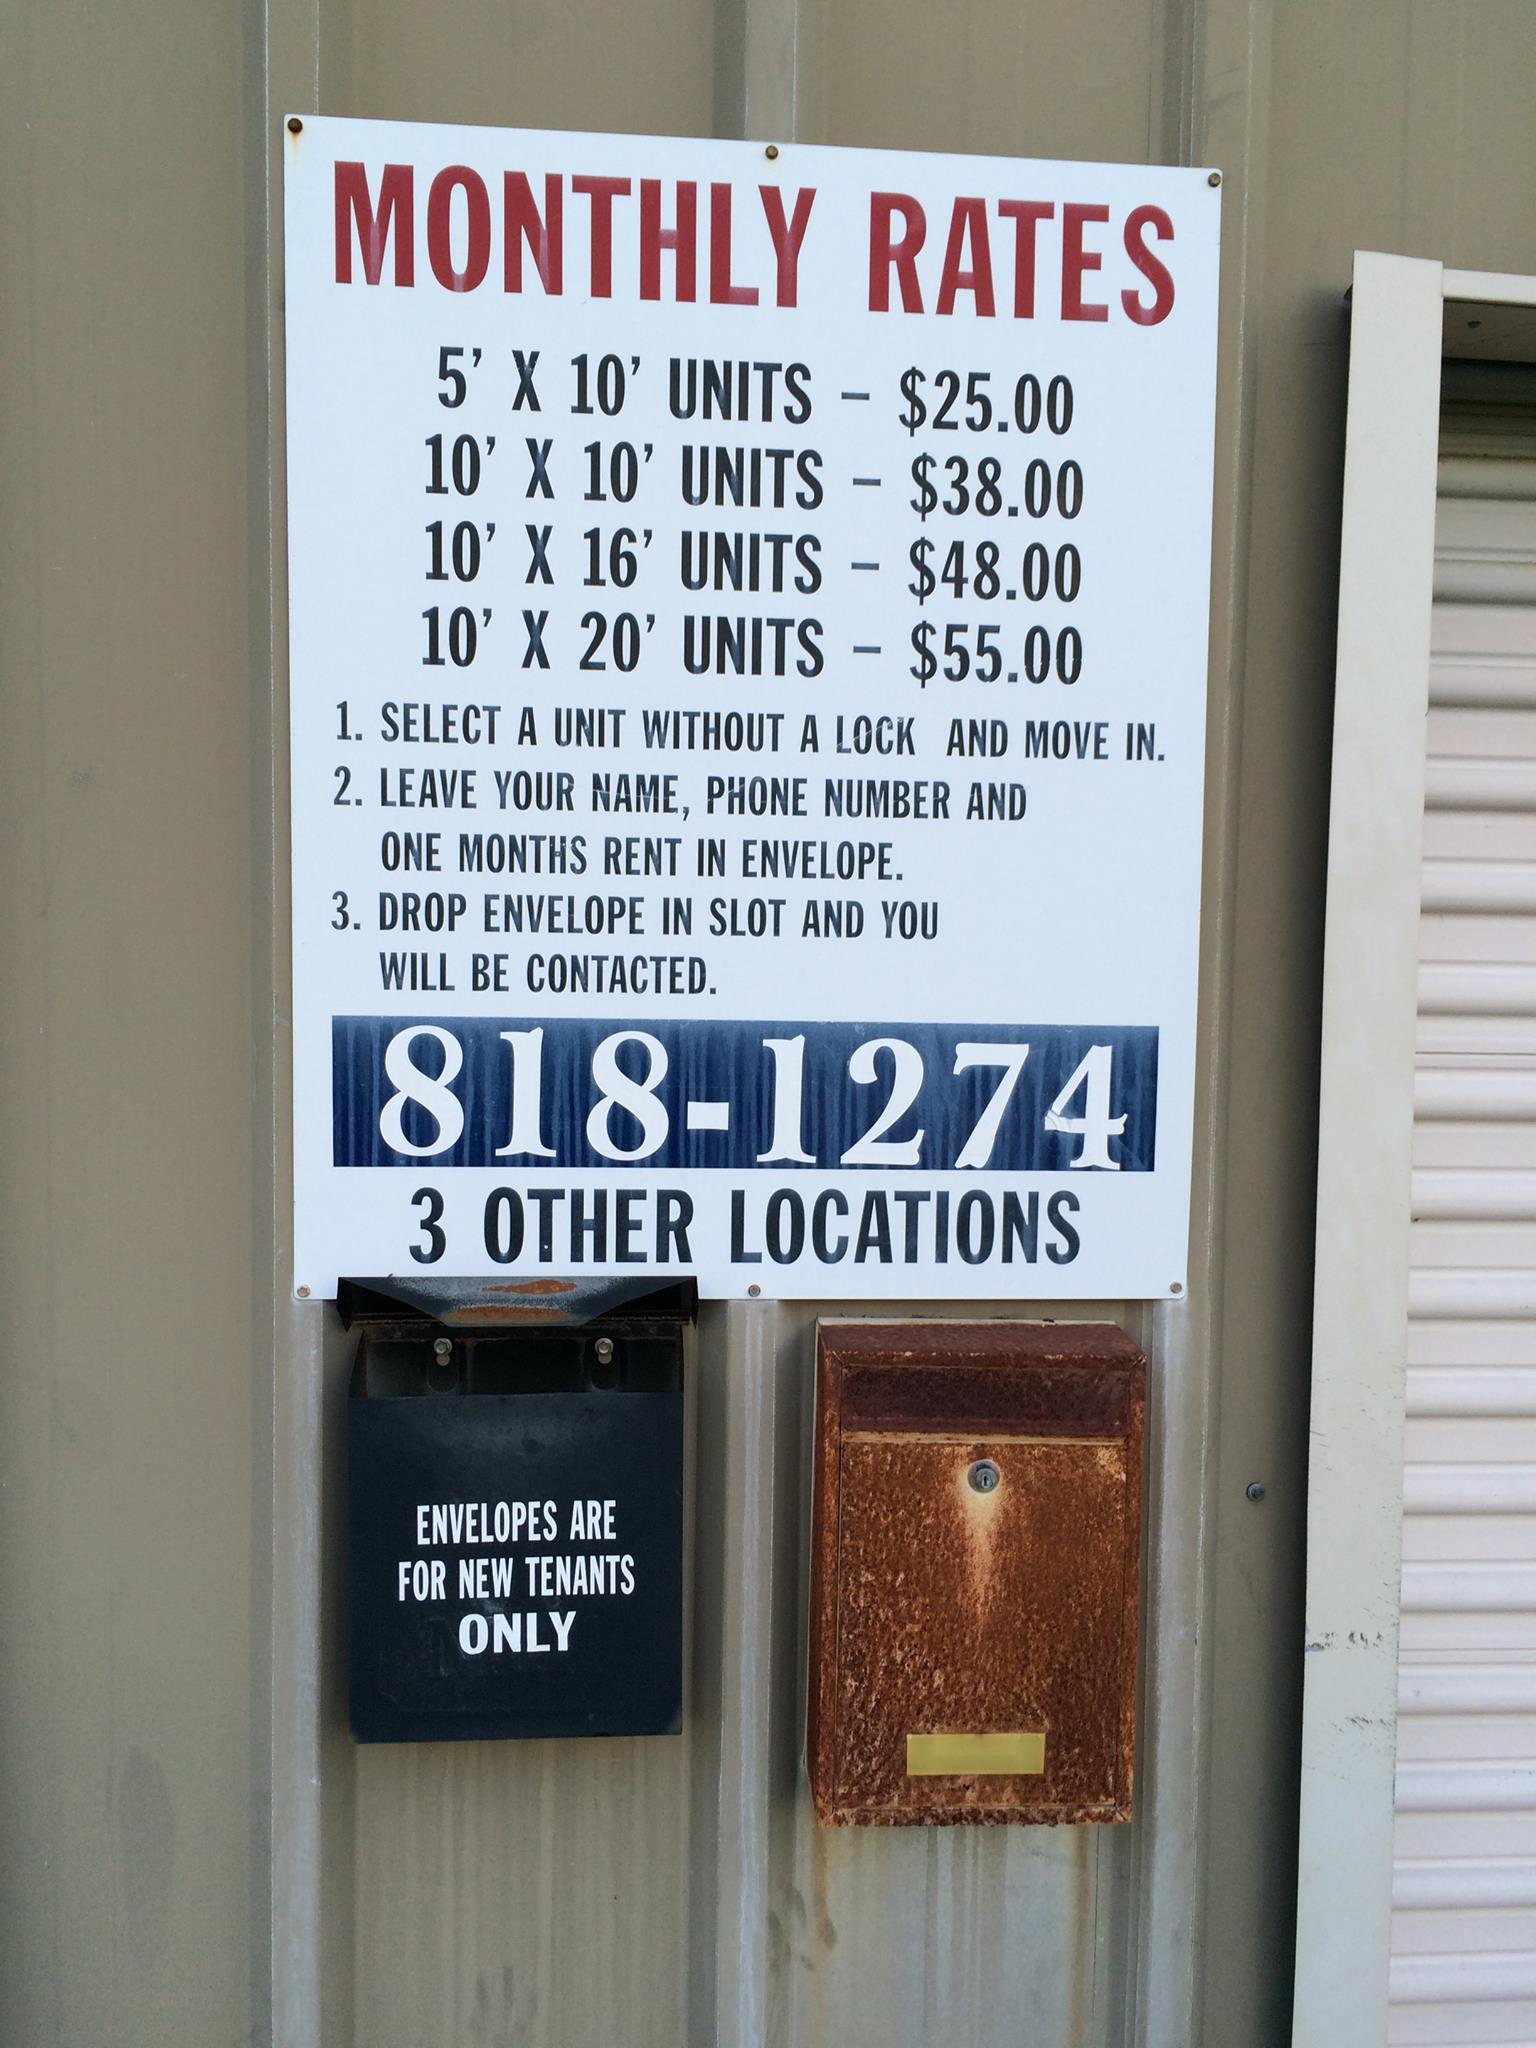 MONTHLY RATES
5' X 10' UNITS - $25.00
10' X 10' UNITS - $38.00
10' X 16' UNITS - $48.00
10' X 20' UNITS - $55.00
1. SELECT A UNIT WITHOUT A LOCK AND MOVE IN.
2. LEAVE YOUR NAME, PHONE NUMBER AND
ONE MONTHS RENT IN ENVELOPE.
3. DROP ENVELOPE IN SLOT AND YOU
WILL BE CONTACTED.
818-1274
3 OTHER LOCATIONS
ENVELOPES ARE
FOR NEW TENANTS
ONLY